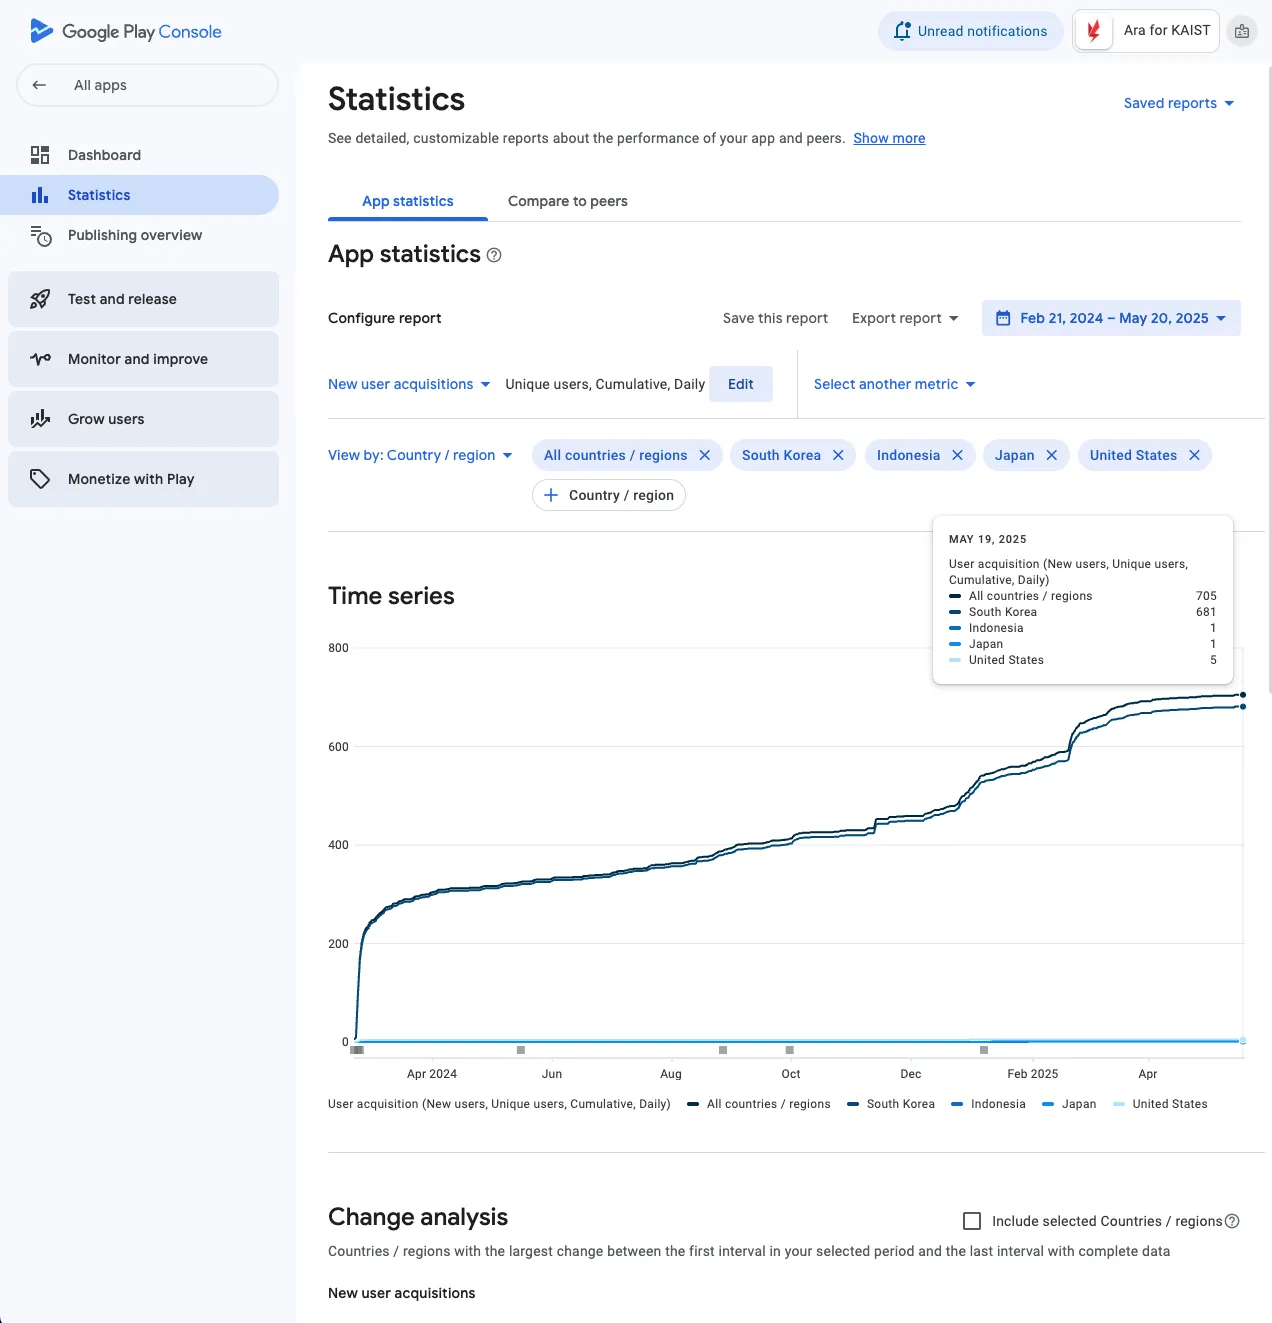 Google Play Console
Unread notifications
Ara for KAIST
All apps
Dashboard
Statistics
Publishing overview
Test and release
Monitor and improve
Grow users
Monetize with Play
Statistics
Saved reports
See detailed, customizable reports about the performance of your app and peers. Show more
App statistics
Compare to peers
App statistics
Configure report
Save this report
Export report
Feb 21, 2024 – May 20, 2025
New user acquisitions
Unique users, Cumulative, Daily
Edit
Select another metric
View by: Country / region
All countries / regions
South Korea
Indonesia
Japan
United States
Country / region
MAY 19, 2025
User acquisition (New users, Unique users,
Cumulative, Daily)
All countries / regions 705
South Korea 681
Indonesia 1
Japan 1
United States 5
Time series
800
600
400
200
0
Apr 2024 Jun Aug Oct Dec Feb 2025 Apr
User acquisition (New users, Unique users, Cumulative, Daily) All countries / regions South Korea Indonesia Japan United States
Change analysis
Include selected Countries / regions
Countries / regions with the largest change between the first interval in your selected period and the last interval with complete data
New user acquisitions